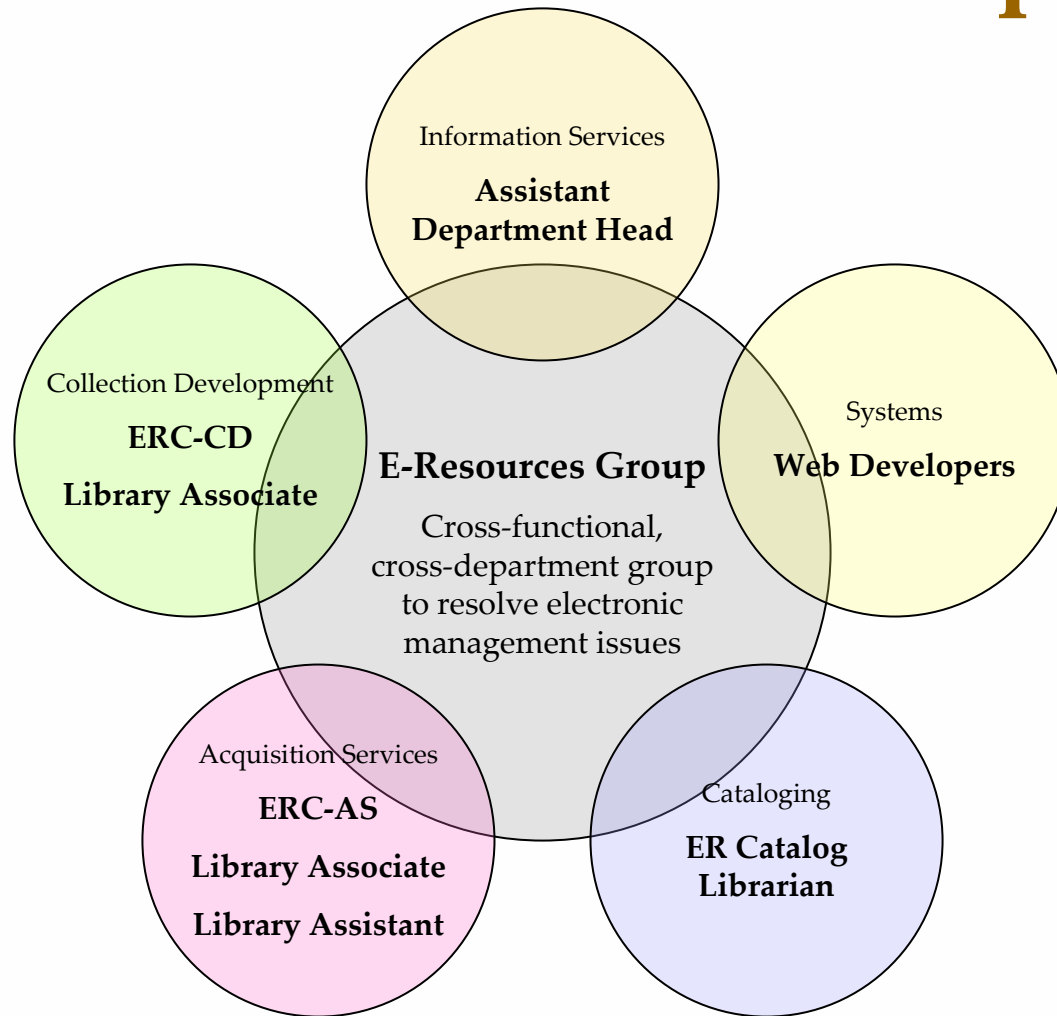 Information Services
Assistant
Department Head
Collection Development
ERC-CD
Library Associate
Systems
Web Developers
E-Resources Group
Cross-functional,
cross-department group
to resolve electronic
management issues
Acquisition Services
ERC-AS
Library Associate
Library Assistant
Cataloging
ER Catalog
Librarian